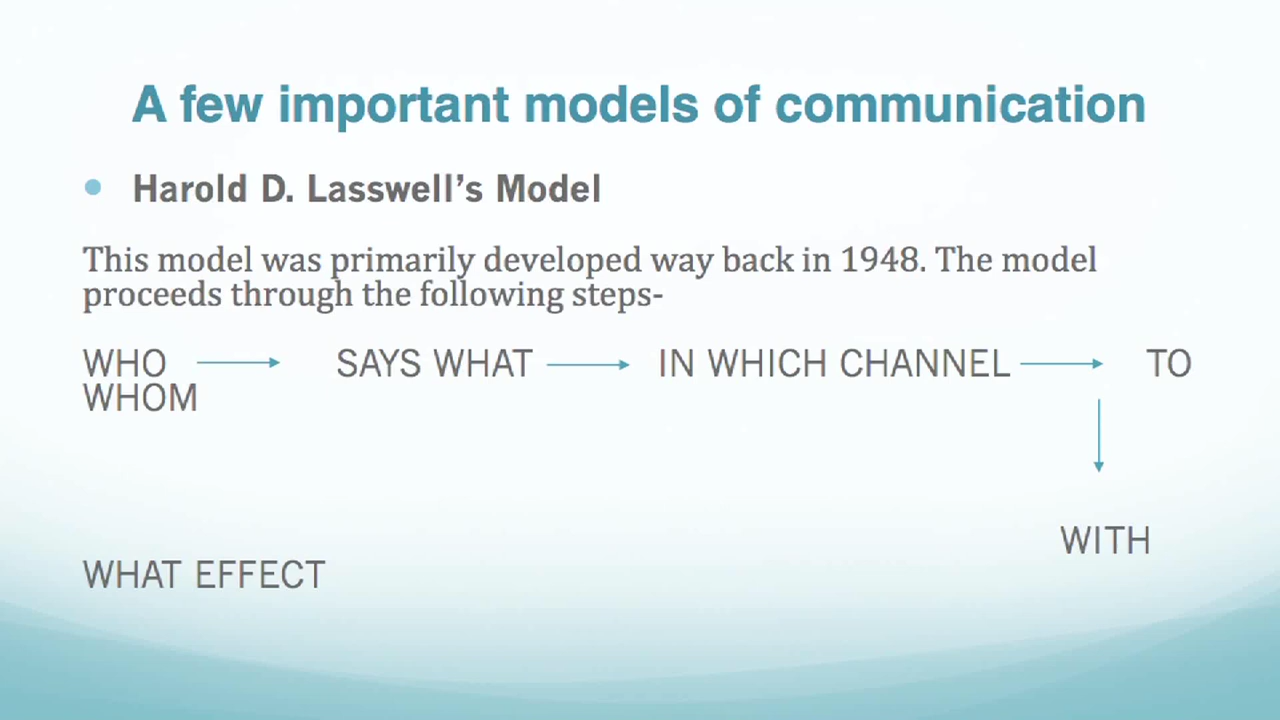 A few important models of communication
• Harold D. Lasswell’s Model
This model was primarily developed way back in 1948. The model
proceeds through the following steps-
WHO SAYS WHAT IN WHICH CHANNEL TO
WHOM
WITH
WHAT EFFECT